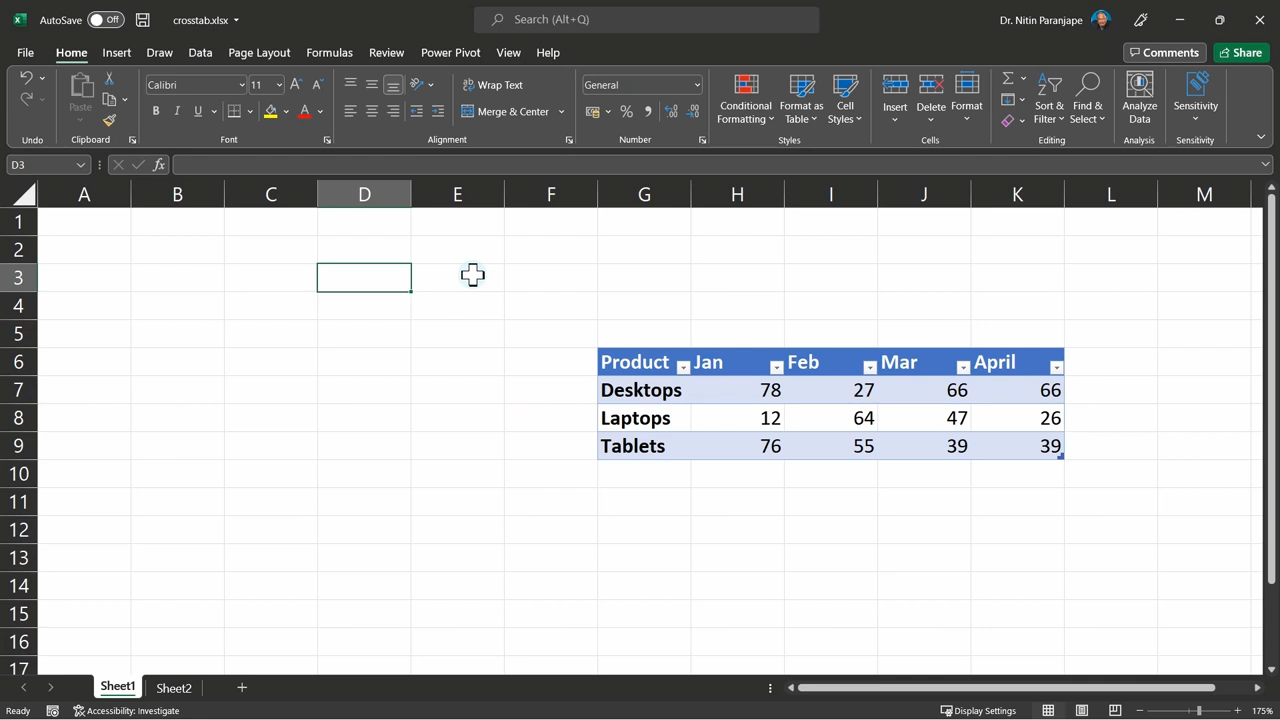 AutoSave Off crosstab.xlsx Search (Alt+Q) Dr. Nitin Paranjape
File Home Insert Draw Data Page Layout Formulas Review Power Pivot View Help Comments Share
Calibri 11 Wrap Text General
Paste Merge & Center Conditional Formatting Format as Table Cell Styles Insert Delete Format Sort & Filter Find & Select Analyze Data Sensitivity
Undo Clipboard Font Alignment Number Styles Cells Editing Analysis Sensitivity
D3 fx
A B C D E F G H I J K L M
1
2
3
4
5
6 Product Jan Feb Mar April
7 Desktops 78 27 66 66
8 Laptops 12 64 47 26
9 Tablets 76 55 39 39
10
11
12
13
14
15
16
17
Sheet1 Sheet2
Ready Accessibility: Investigate Display Settings 175%